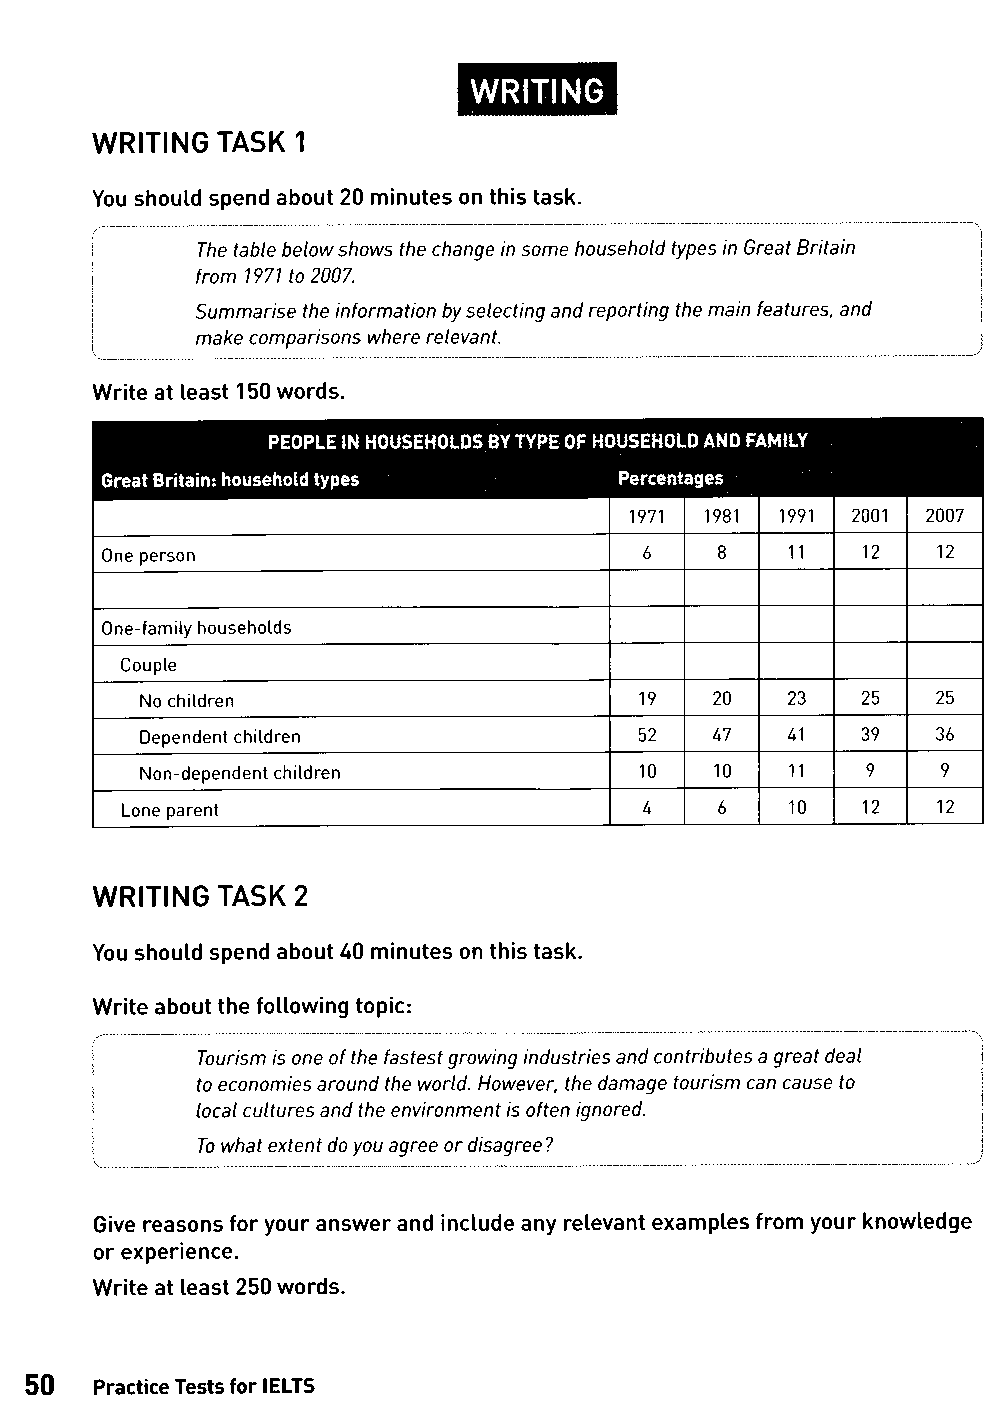 WRITING
WRITING TASK 1
You should spend about 20 minutes on this task.
The table below shows the change in some household types in Great Britain
from 1971 to 2007.
Summarise the information by selecting and reporting the main features, and
make comparisons where relevant.
Write at least 150 words.
PEOPLE IN HOUSEHOLDS BY TYPE OF HOUSEHOLD AND FAMILY
Great Britain: household types Percentages
1971 1981 1991 2001 2007
One person 6 8 11 12 12
One-family households
Couple
No children 19 20 23 25 25
Dependent children 52 47 41 39 36
Non-dependent children 10 10 11 9 9
Lone parent 4 6 10 12 12
WRITING TASK 2
You should spend about 40 minutes on this task.
Write about the following topic:
Tourism is one of the fastest growing industries and contributes a great deal
to economies around the world. However, the damage tourism can cause to
local cultures and the environment is often ignored.
To what extent do you agree or disagree?
Give reasons for your answer and include any relevant examples from your knowledge
or experience.
Write at least 250 words.
50 Practice Tests for IELTS